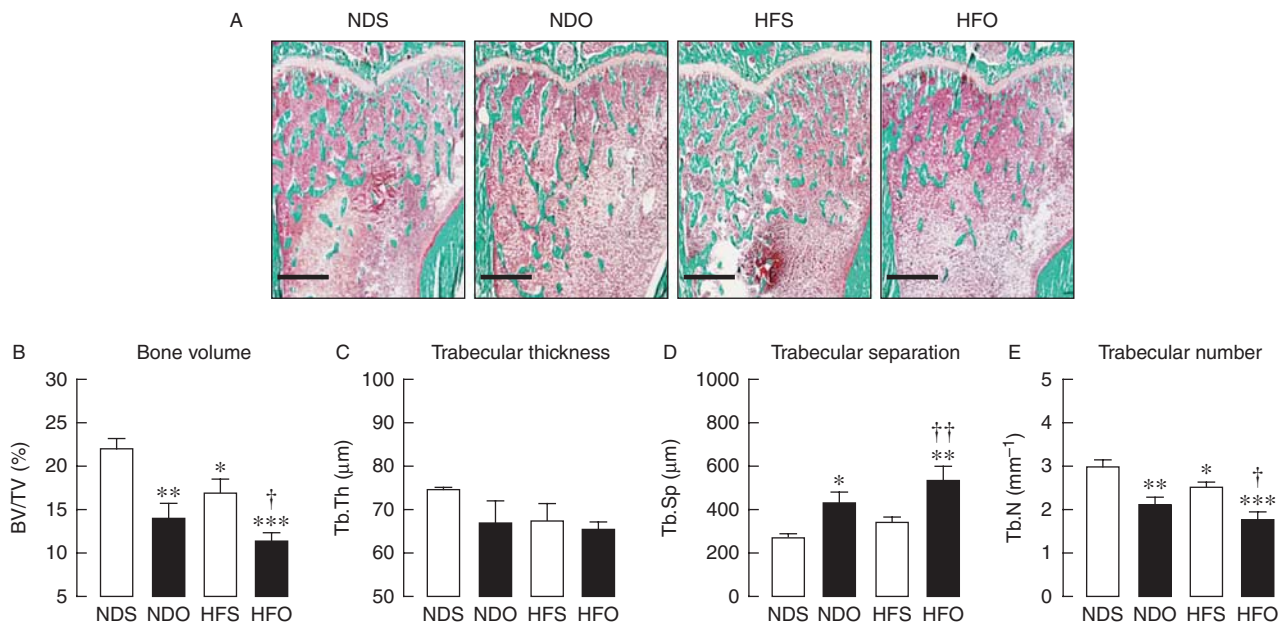 A NDS NDO HFS HFO
B Bone volume
BV/TV (%)
30
25
20
15
10
5
**
*
†
***
NDS NDO HFS HFO
C Trabecular thickness
Tb.Th (μm)
100
90
80
70
60
50
NDS NDO HFS HFO
D Trabecular separation
Tb.Sp (μm)
1000
800
600
400
200
0
*
††
**
NDS NDO HFS HFO
E Trabecular number
Tb.N (mm⁻¹)
5
4
3
2
1
0
**
*
†
***
NDS NDO HFS HFO